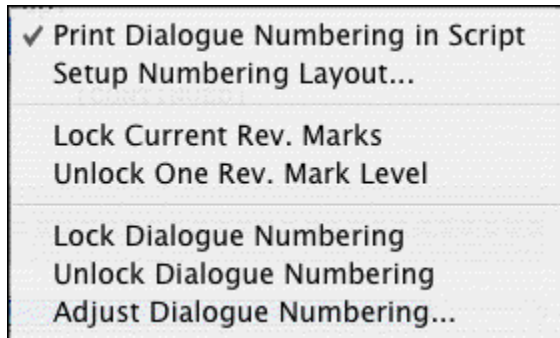 ✓ Print Dialogue Numbering in Script
Setup Numbering Layout...
Lock Current Rev. Marks
Unlock One Rev. Mark Level
Lock Dialogue Numbering
Unlock Dialogue Numbering
Adjust Dialogue Numbering...